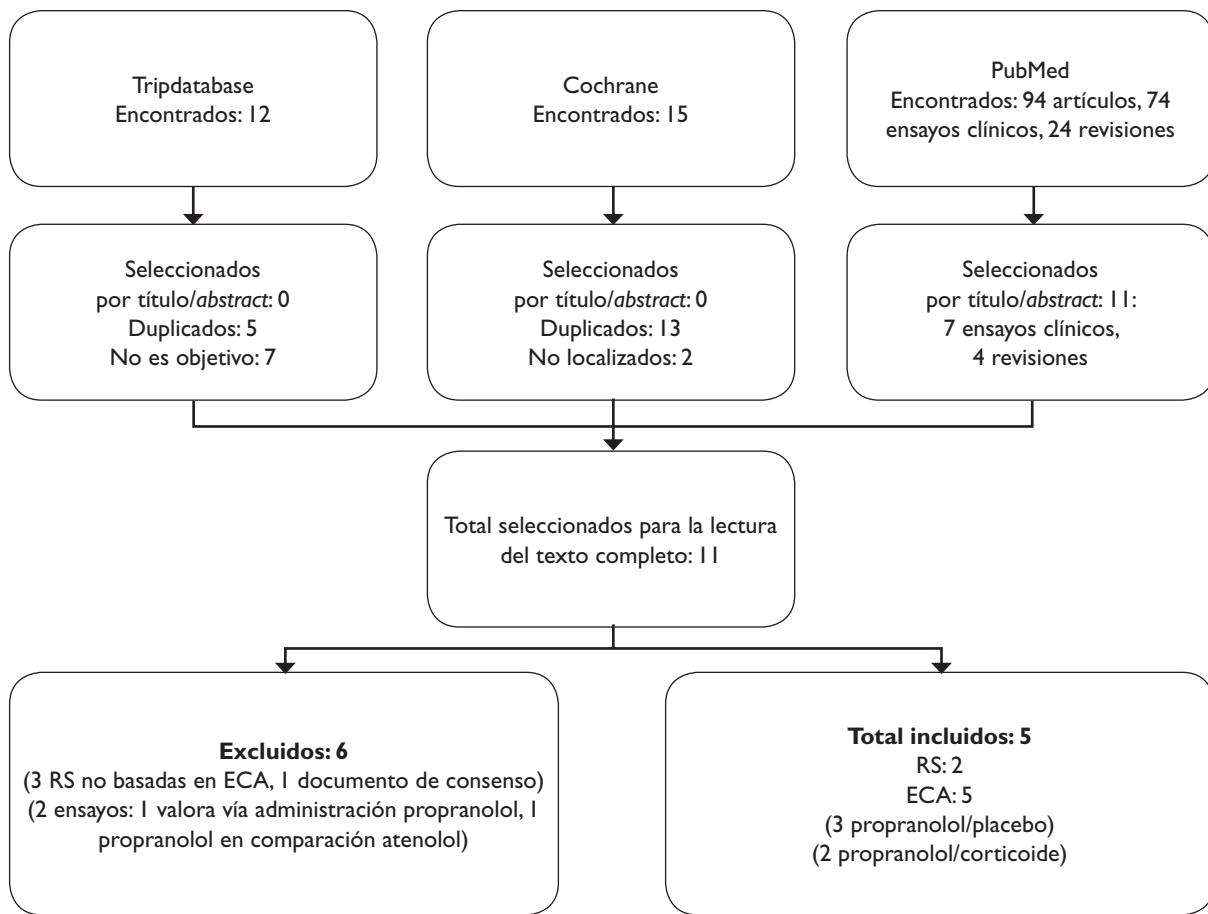 Tripdatabase
Encontrados: 12
Cochrane
Encontrados: 15
PubMed
Encontrados: 94 artículos, 74
ensayos clínicos, 24 revisiones
Seleccionados
por título/abstract: 0
Duplicados: 5
No es objetivo: 7
Seleccionados
por título/abstract: 0
Duplicados: 13
No localizados: 2
Seleccionados
por título/abstract: 11:
7 ensayos clínicos,
4 revisiones
Total seleccionados para la lectura
del texto completo: 11
Excluidos: 6
(3 RS no basadas en ECA, 1 documento de consenso)
(2 ensayos: 1 valora vía administración propranolol, 1
propranolol en comparación atenolol)
Total incluidos: 5
RS: 2
ECA: 5
(3 propranolol/placebo)
(2 propranolol/corticoide)